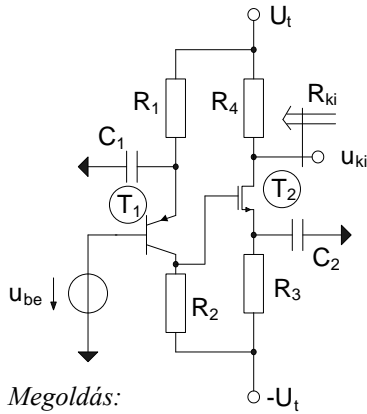 U_t
R_1 R_4 R_ki
C_1 u_ki
T_1 T_2
C_2
u_be R_2 R_3
Megoldás: -U_t